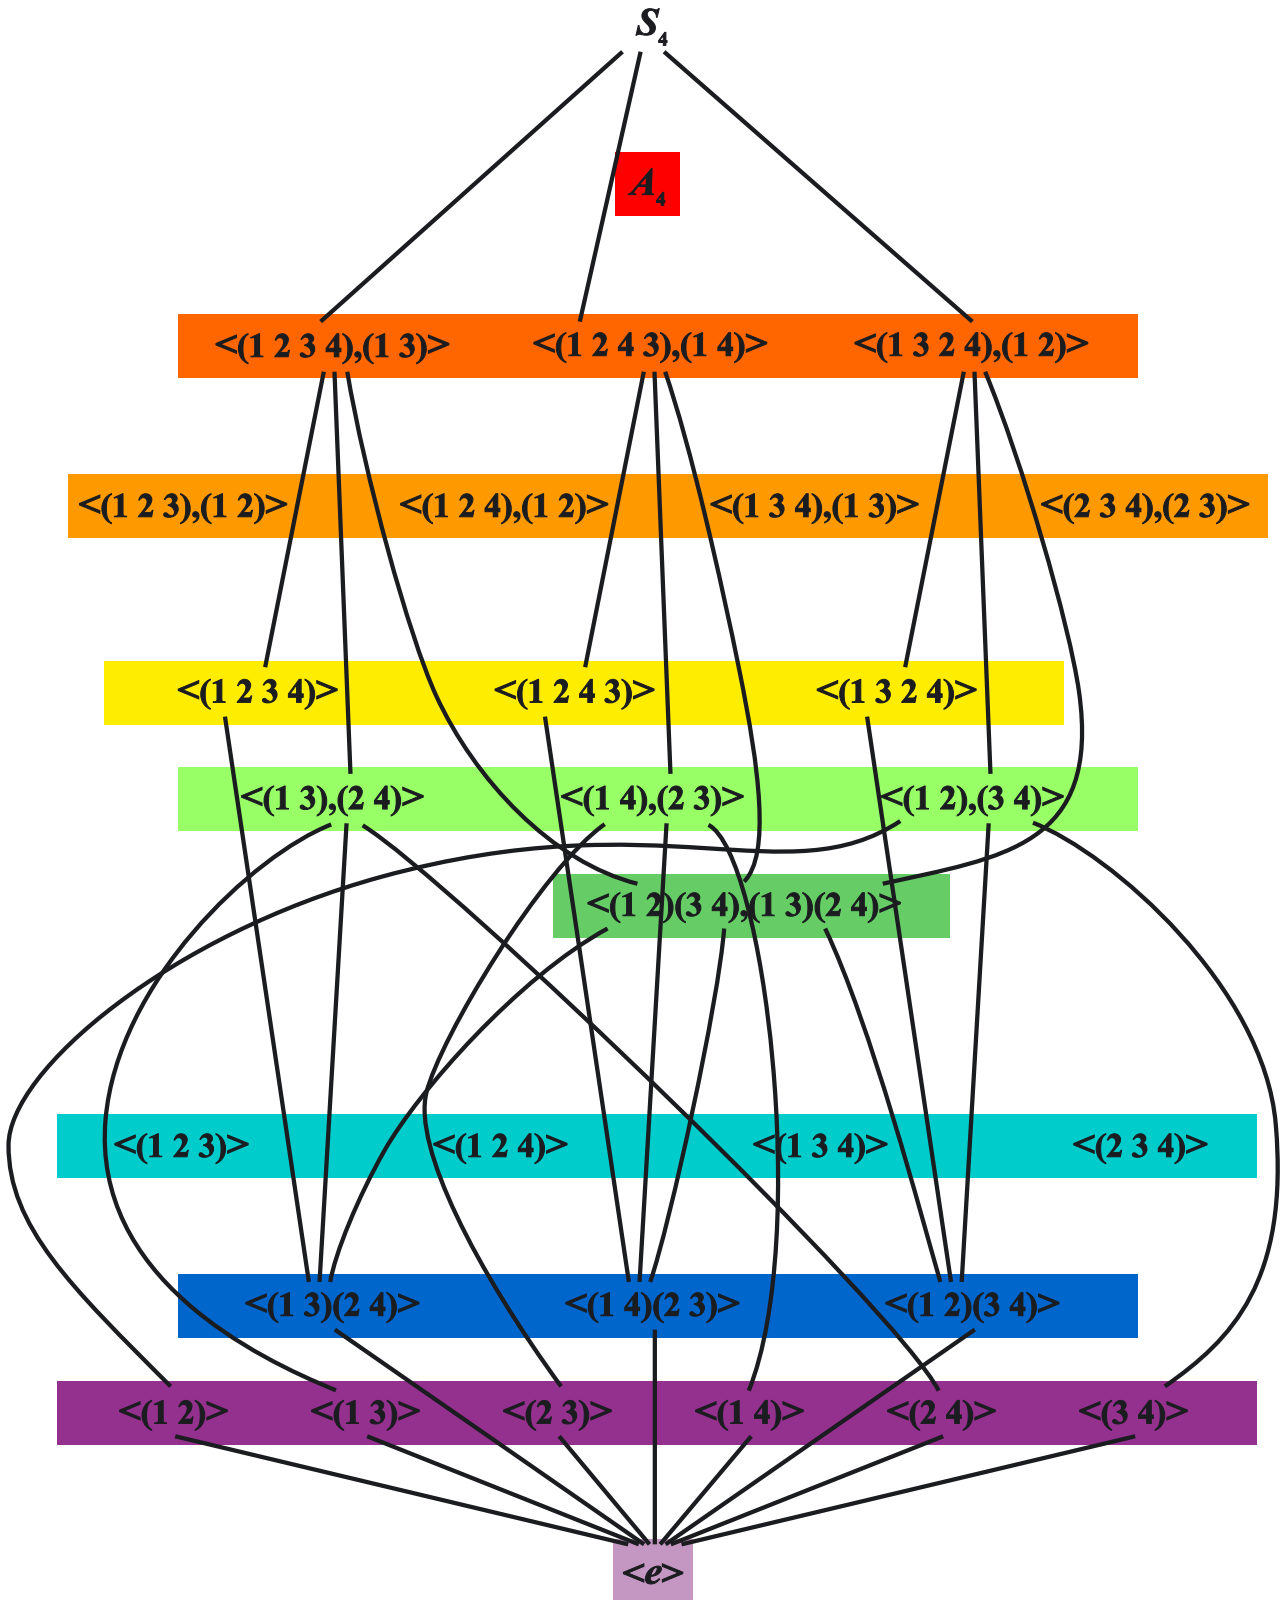 S₄
A₄
<(1 2 3 4),(1 3)> <(1 2 4 3),(1 4)> <(1 3 2 4),(1 2)>
<(1 2 3),(1 2)> <(1 2 4),(1 2)> <(1 3 4),(1 3)> <(2 3 4),(2 3)>
<(1 2 3 4)> <(1 2 4 3)> <(1 3 2 4)>
<(1 3),(2 4)> <(1 4),(2 3)> <(1 2),(3 4)>
<(1 2)(3 4),(1 3)(2 4)>
<(1 2 3)> <(1 2 4)> <(1 3 4)> <(2 3 4)>
<(1 3)(2 4)> <(1 4)(2 3)> <(1 2)(3 4)>
<(1 2)> <(1 3)> <(2 3)> <(1 4)> <(2 4)> <(3 4)>
<e>